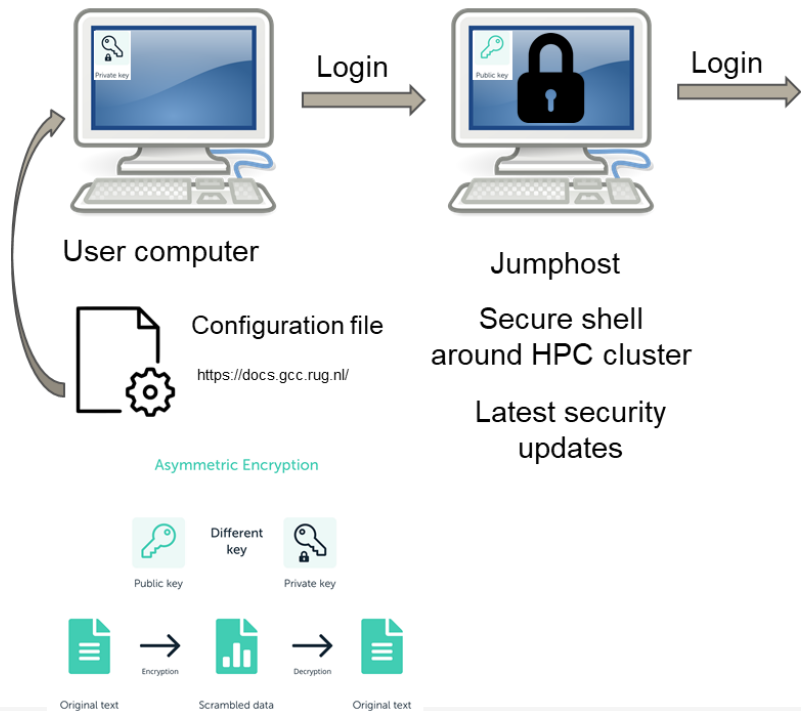 Private key
Login
Public key
Login
User computer
Jumphost
Configuration file
https://docs.gcc.rug.nl/
Secure shell
around HPC cluster
Latest security
updates
Asymmetric Encryption
Different
key
Public key
Private key
Encryption
Decryption
Original text
Scrambled data
Original text